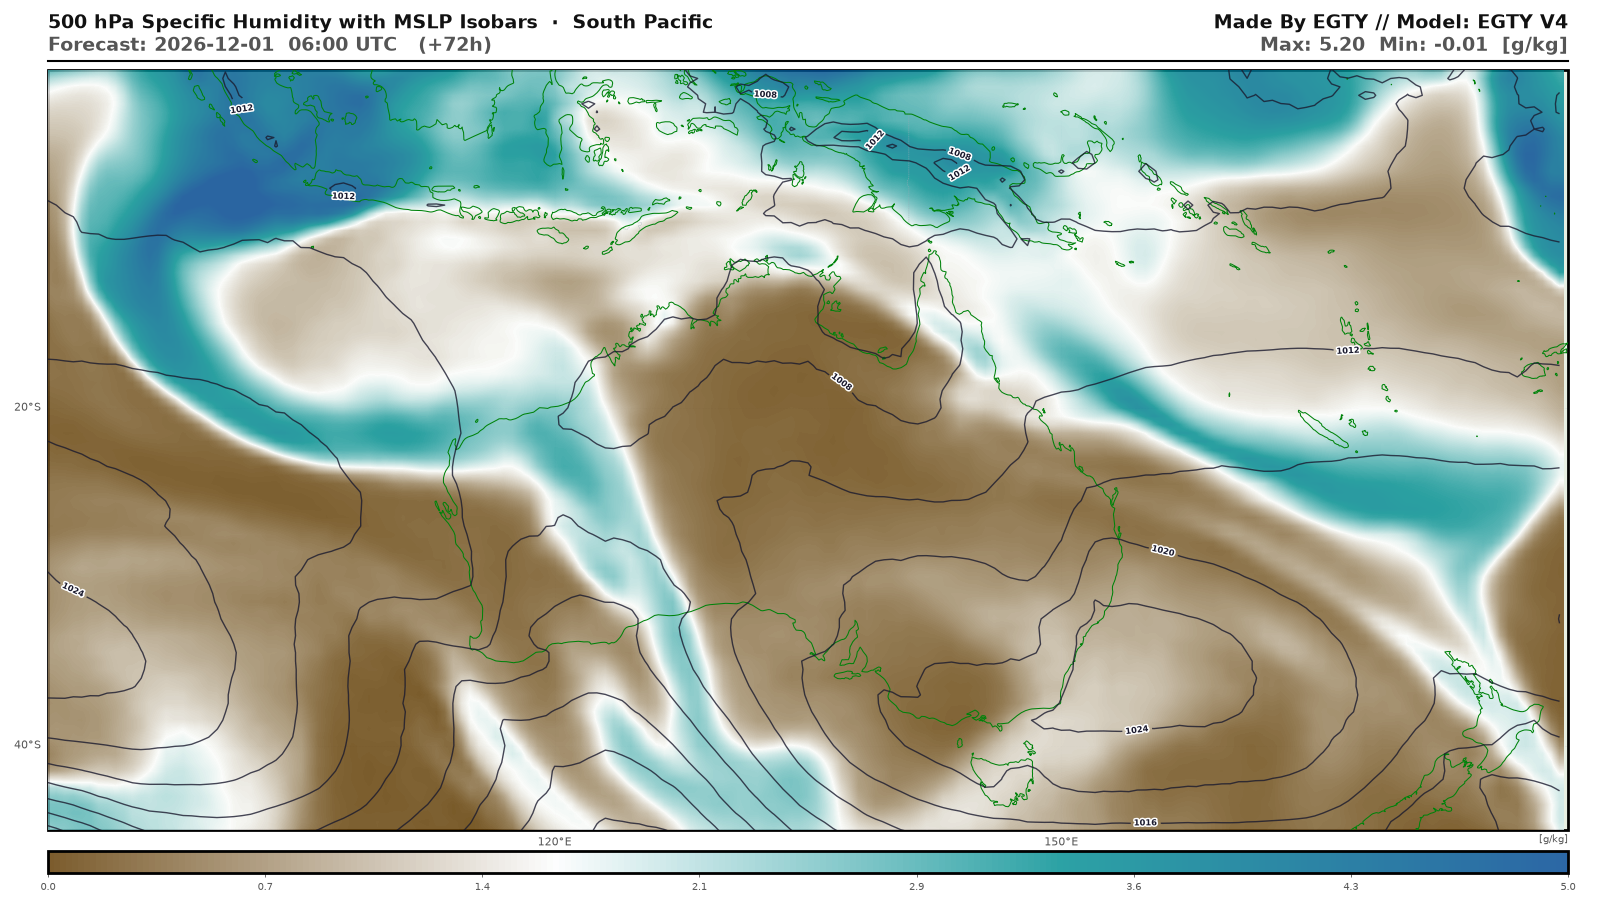 500 hPa Specific Humidity with MSLP Isobars · South Pacific
Made By EGTY // Model: EGTY V4
Forecast: 2026-12-01 06:00 UTC (+72h)
Max: 5.20 Min: -0.01 [g/kg]
1012
1008
1012
1008
1012
1012
1012
1008
20°S
1020
1024
1024
40°S
1016
120°E
150°E
[g/kg]
0.0 0.7 1.4 2.1 2.9 3.6 4.3 5.0